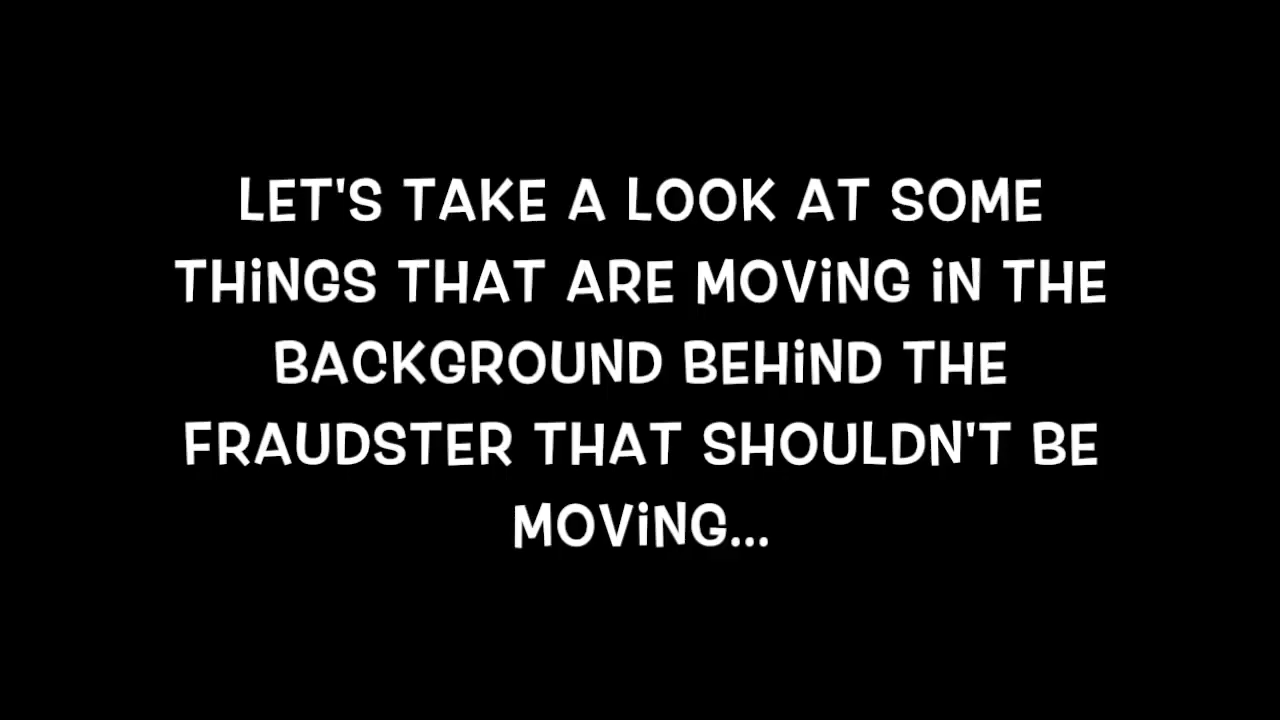 LET'S TAKE A LOOK AT SOME
THiNGS THAT ARE MOViNG iN THE
BACKGROUND BEHiND THE
FRAUDSTER THAT SHOULDN'T BE
MOViNG...